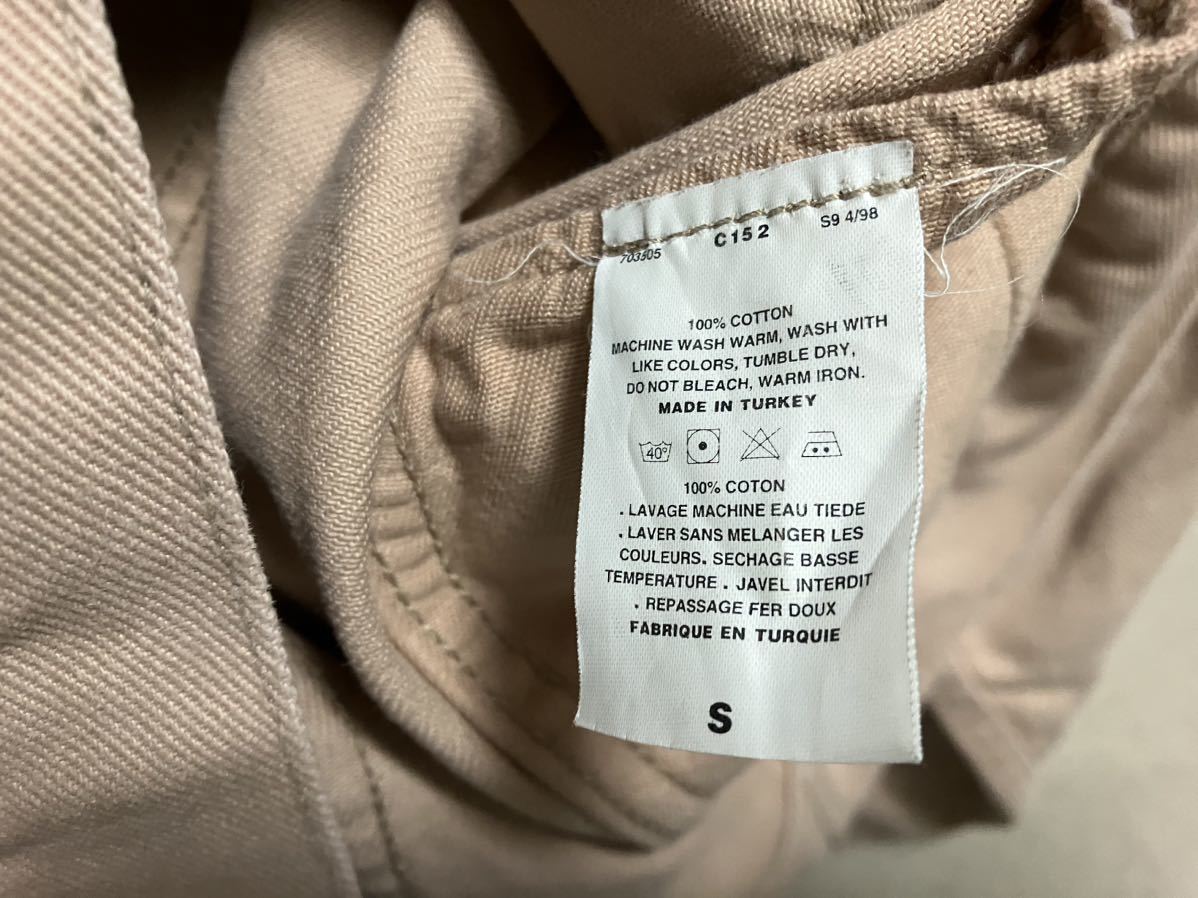 703505 C152 S9 4/98
100% COTTON
MACHINE WASH WARM, WASH WITH
LIKE COLORS, TUMBLE DRY,
DO NOT BLEACH, WARM IRON.
MADE IN TURKEY
40°
100% COTON
. LAVAGE MACHINE EAU TIEDE
. LAVER SANS MELANGER LES
COULEURS. SECHAGE BASSE
TEMPERATURE . JAVEL INTERDIT
. REPASSAGE FER DOUX
FABRIQUE EN TURQUIE
S